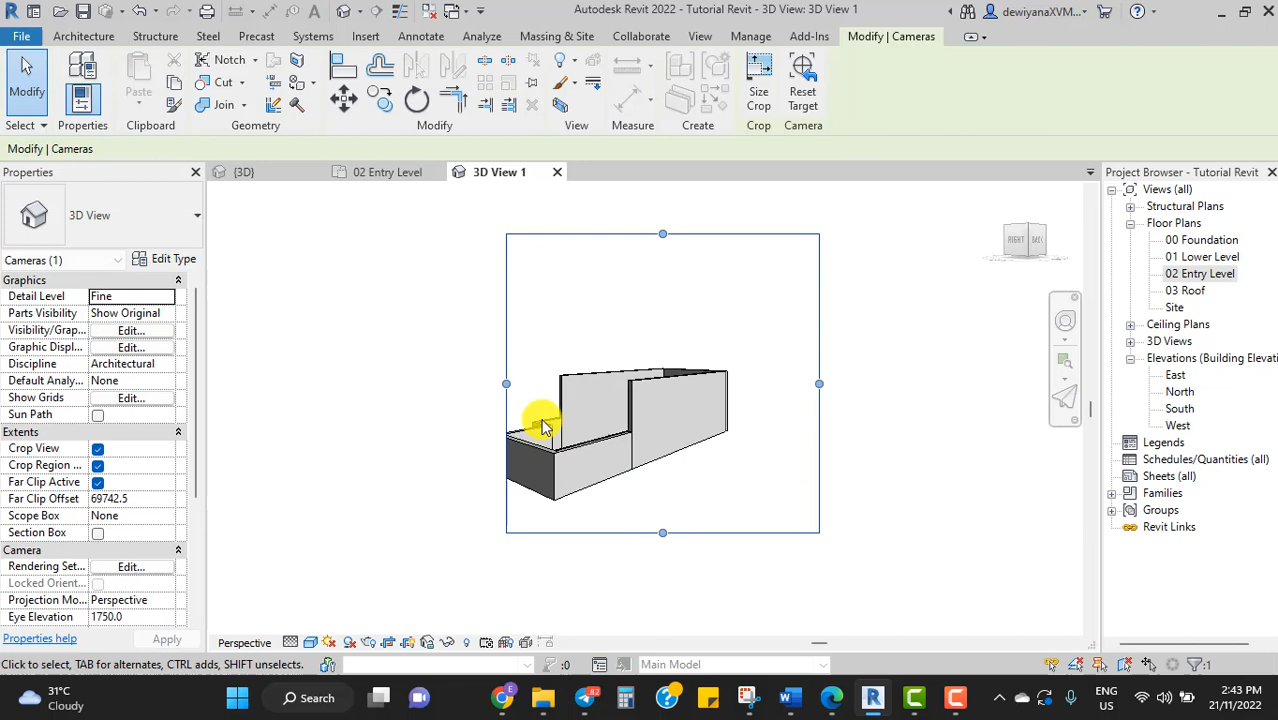 Autodesk Revit 2022 - Tutorial Revit - 3D View: 3D View 1
dewiyanaXVM...
File Architecture Structure Steel Precast Systems Insert Annotate Analyze Massing & Site Collaborate View Manage Add-Ins Modify | Cameras
Modify
Properties
Paste
Notch
Cut
Join
Size Crop
Reset Target
Select Properties Clipboard Geometry Modify View Measure Create Crop Camera
Modify | Cameras
Properties
{3D}
02 Entry Level
3D View 1
Project Browser - Tutorial Revit
3D View
Cameras (1)
Edit Type
Graphics
Detail Level Fine
Parts Visibility Show Original
Visibility/Grap... Edit...
Graphic Displ... Edit...
Discipline Architectural
Default Analy... None
Show Grids Edit...
Sun Path
Extents
Crop View
Crop Region ...
Far Clip Active
Far Clip Offset 69742.5
Scope Box None
Section Box
Camera
Rendering Set... Edit...
Locked Orient...
Projection Mo... Perspective
Eye Elevation 1750.0
Properties help
Apply
RIGHT
BACK
Views (all)
Structural Plans
Floor Plans
00 Foundation
01 Lower Level
02 Entry Level
03 Roof
Site
Ceiling Plans
3D Views
Elevations (Building Elevati
East
North
South
West
Legends
Schedules/Quantities (all)
Sheets (all)
Families
Groups
Revit Links
Perspective
Click to select, TAB for alternates, CTRL adds, SHIFT unselects.
:0
Main Model
:1
31°C
Cloudy
Search
82
ENG
US
2:43 PM
21/11/2022